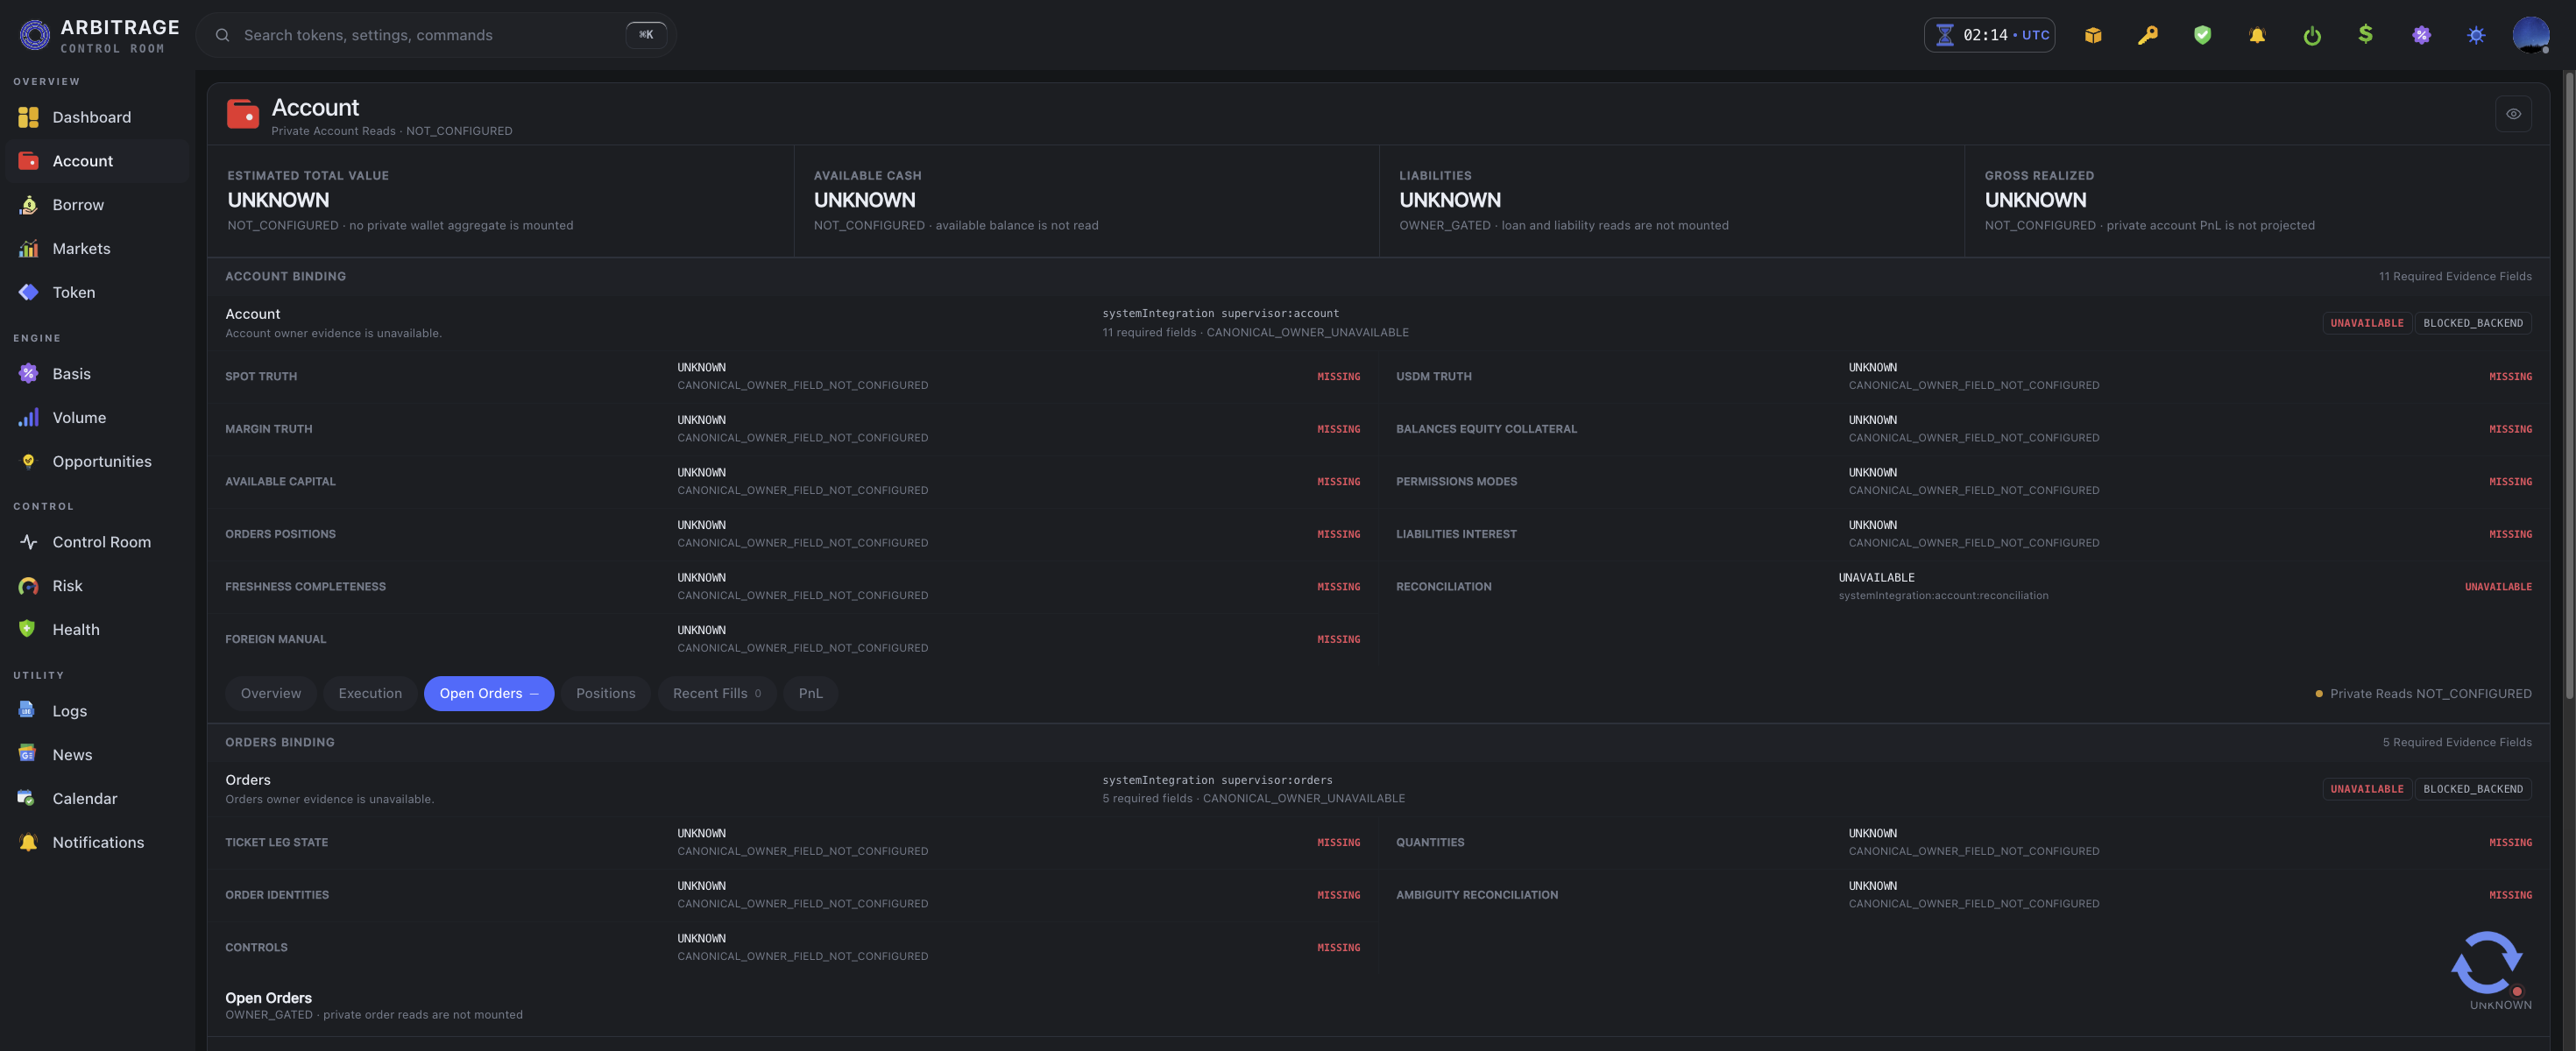 ARBITRAGE
CONTROL ROOM
Search tokens, settings, commands
⌘K
02:14 • UTC
OVERVIEW
Dashboard
Account
Borrow
Markets
Token
ENGINE
Basis
Volume
Opportunities
CONTROL
Control Room
Risk
Health
UTILITY
Logs
News
Calendar
Notifications
Account
Private Account Reads · NOT_CONFIGURED
ESTIMATED TOTAL VALUE
UNKNOWN
NOT_CONFIGURED · no private wallet aggregate is mounted
AVAILABLE CASH
UNKNOWN
NOT_CONFIGURED · available balance is not read
LIABILITIES
UNKNOWN
OWNER_GATED · loan and liability reads are not mounted
GROSS REALIZED
UNKNOWN
NOT_CONFIGURED · private account PnL is not projected
ACCOUNT BINDING
11 Required Evidence Fields
Account
Account owner evidence is unavailable.
systemIntegration supervisor:account
11 required fields · CANONICAL_OWNER_UNAVAILABLE
UNAVAILABLE
BLOCKED_BACKEND
SPOT TRUTH
UNKNOWN
CANONICAL_OWNER_FIELD_NOT_CONFIGURED
MISSING
USDM TRUTH
UNKNOWN
CANONICAL_OWNER_FIELD_NOT_CONFIGURED
MISSING
MARGIN TRUTH
UNKNOWN
CANONICAL_OWNER_FIELD_NOT_CONFIGURED
MISSING
BALANCES EQUITY COLLATERAL
UNKNOWN
CANONICAL_OWNER_FIELD_NOT_CONFIGURED
MISSING
AVAILABLE CAPITAL
UNKNOWN
CANONICAL_OWNER_FIELD_NOT_CONFIGURED
MISSING
PERMISSIONS MODES
UNKNOWN
CANONICAL_OWNER_FIELD_NOT_CONFIGURED
MISSING
ORDERS POSITIONS
UNKNOWN
CANONICAL_OWNER_FIELD_NOT_CONFIGURED
MISSING
LIABILITIES INTEREST
UNKNOWN
CANONICAL_OWNER_FIELD_NOT_CONFIGURED
MISSING
FRESHNESS COMPLETENESS
UNKNOWN
CANONICAL_OWNER_FIELD_NOT_CONFIGURED
MISSING
RECONCILIATION
UNAVAILABLE
systemIntegration:account:reconciliation
UNAVAILABLE
FOREIGN MANUAL
UNKNOWN
CANONICAL_OWNER_FIELD_NOT_CONFIGURED
MISSING
Overview
Execution
Open Orders —
Positions
Recent Fills 0
PnL
Private Reads NOT_CONFIGURED
ORDERS BINDING
5 Required Evidence Fields
Orders
Orders owner evidence is unavailable.
systemIntegration supervisor:orders
5 required fields · CANONICAL_OWNER_UNAVAILABLE
UNAVAILABLE
BLOCKED_BACKEND
TICKET LEG STATE
UNKNOWN
CANONICAL_OWNER_FIELD_NOT_CONFIGURED
MISSING
QUANTITIES
UNKNOWN
CANONICAL_OWNER_FIELD_NOT_CONFIGURED
MISSING
ORDER IDENTITIES
UNKNOWN
CANONICAL_OWNER_FIELD_NOT_CONFIGURED
MISSING
AMBIGUITY RECONCILIATION
UNKNOWN
CANONICAL_OWNER_FIELD_NOT_CONFIGURED
MISSING
CONTROLS
UNKNOWN
CANONICAL_OWNER_FIELD_NOT_CONFIGURED
MISSING
Open Orders
OWNER_GATED · private order reads are not mounted
UNKNOWN